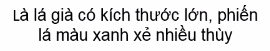 Là lá già có kích thước lớn, phiến
lá màu xanh xẻ nhiều thùy